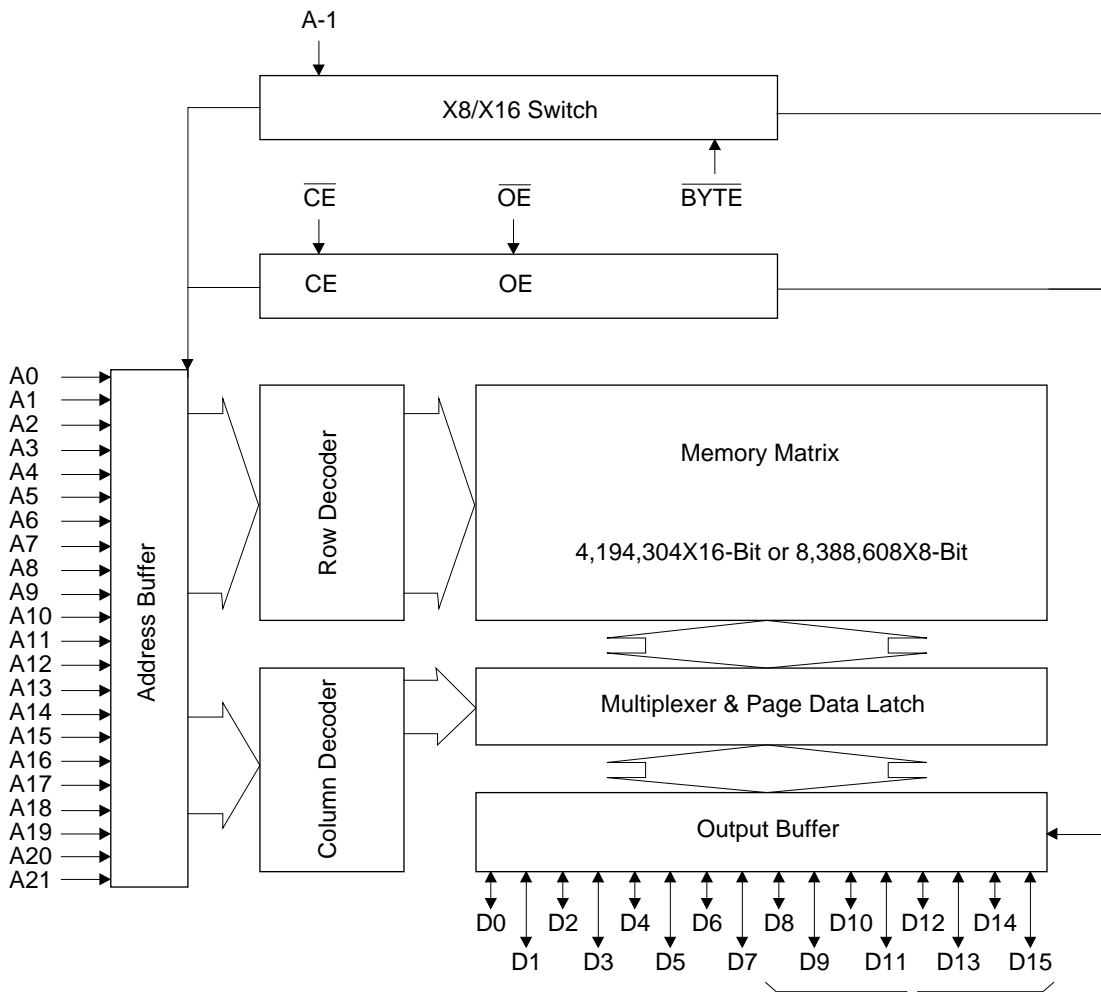 A-1
X8/X16 Switch
C̅E̅ O̅E̅ B̅Y̅T̅E̅
CE OE
A0
A1
A2
A3
A4
A5
A6
A7
A8
A9
A10
A11
A12
A13
A14
A15
A16
A17
A18
A19
A20
A21
Address Buffer
Row Decoder
Memory Matrix
4,194,304X16-Bit or 8,388,608X8-Bit
Column Decoder
Multiplexer & Page Data Latch
Output Buffer
D0 D2 D4 D6 D8 D10 D12 D14
D1 D3 D5 D7 D9 D11 D13 D15